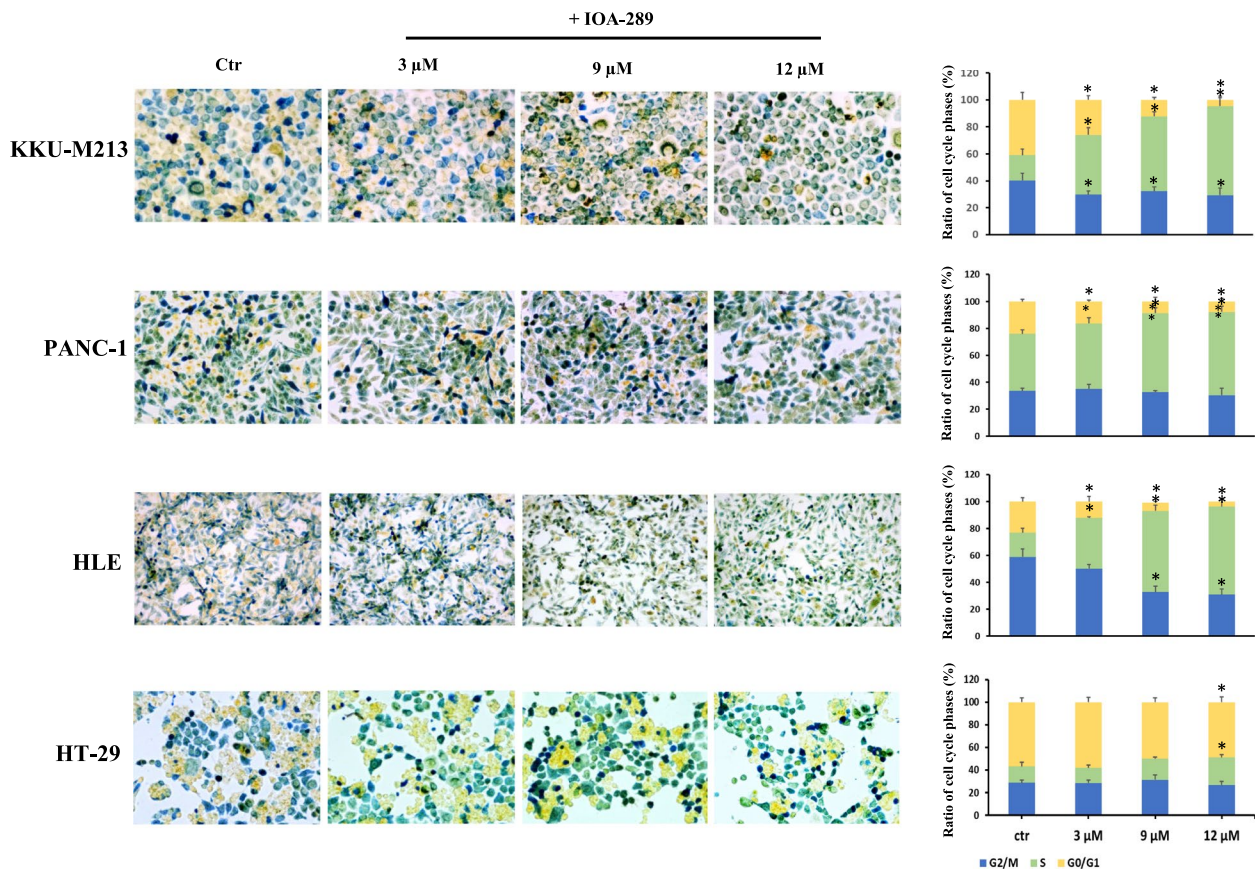 + IOA-289
Ctr
3 µM
9 µM
12 µM
KKU-M213
Ratio of cell cycle phases (%)
120
100
80
60
40
20
0
* * * * * * * * *
PANC-1
Ratio of cell cycle phases (%)
120
100
80
60
40
20
0
* * * * * * * * * *
HLE
Ratio of cell cycle phases (%)
120
100
80
60
40
20
0
* * * * * * * *
HT-29
Ratio of cell cycle phases (%)
120
100
80
60
40
20
0
* *
ctr 3 µM 9 µM 12 µM
G2/M S G0/G1